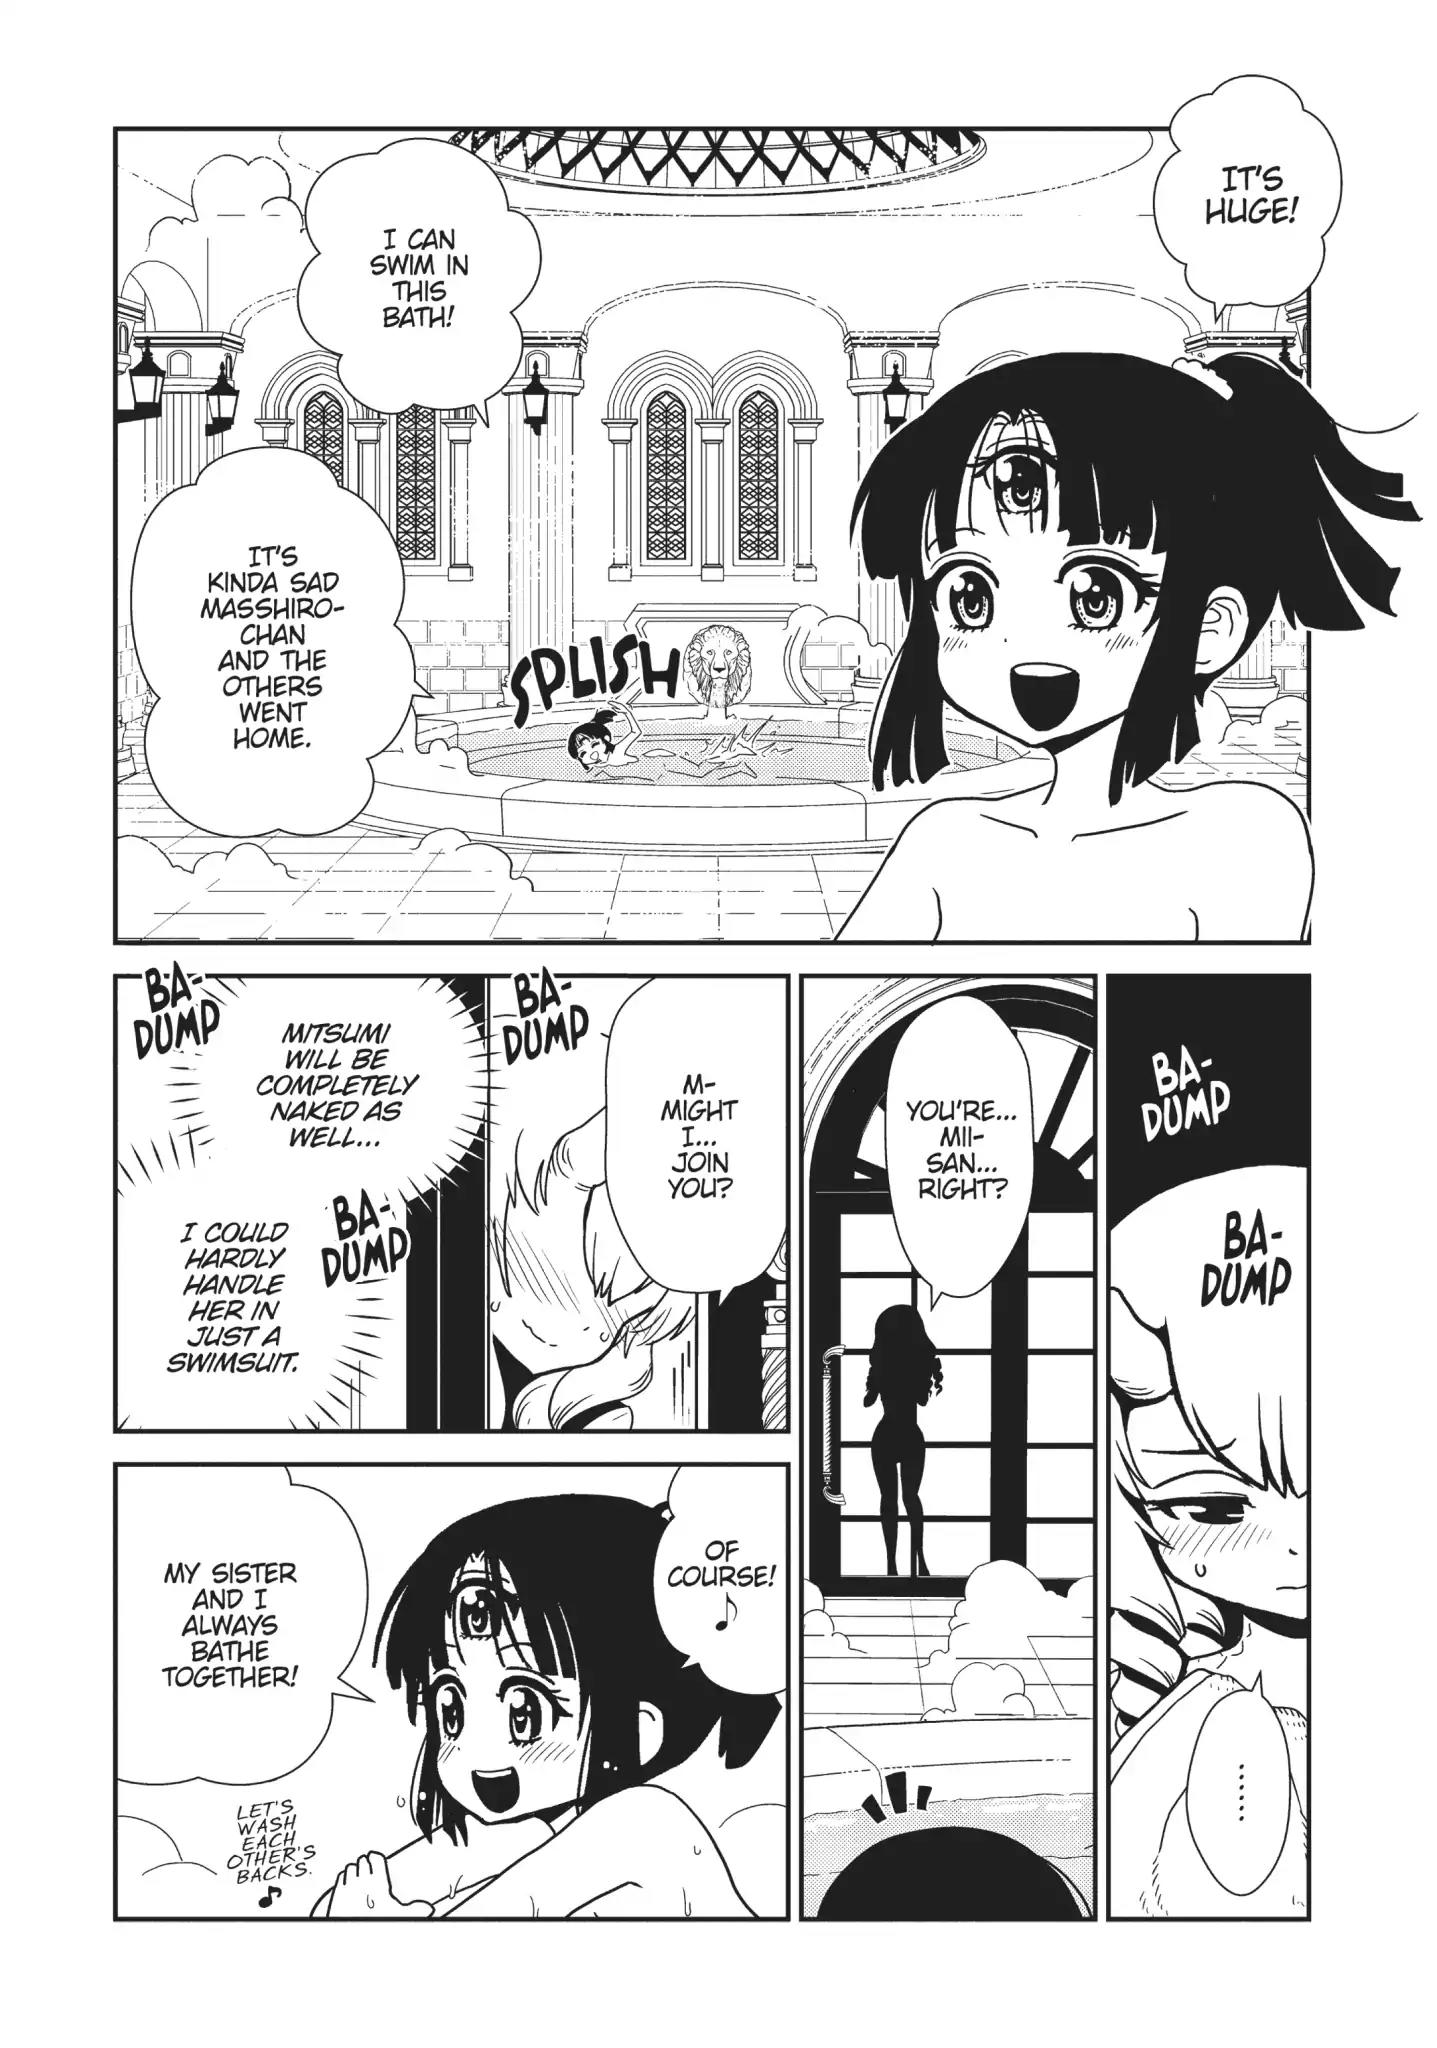 IT'S
HUGE!
I CAN
SWIM IN
THIS
BATH!
IT'S
KINDA SAD
MASSHIRO-
CHAN
AND THE
OTHERS
WENT
HOME.
SPLISH
BA-
DUMP
BA-
DUMP
........
YOU'RE...
MII-
SAN...
RIGHT?
M-
MIGHT
I...
JOIN
YOU?
BA-
DUMP
MITSUMI
WILL BE
COMPLETELY
NAKED AS
WELL...
BA-
DUMP
BA-
DUMP
I COULD
HARDLY
HANDLE
HER IN
JUST A
SWIMSUIT.
OF
COURSE!
♪
MY SISTER
AND I
ALWAYS
BATHE
TOGETHER!
LET'S
WASH
EACH
OTHER'S
BACKS.
♪